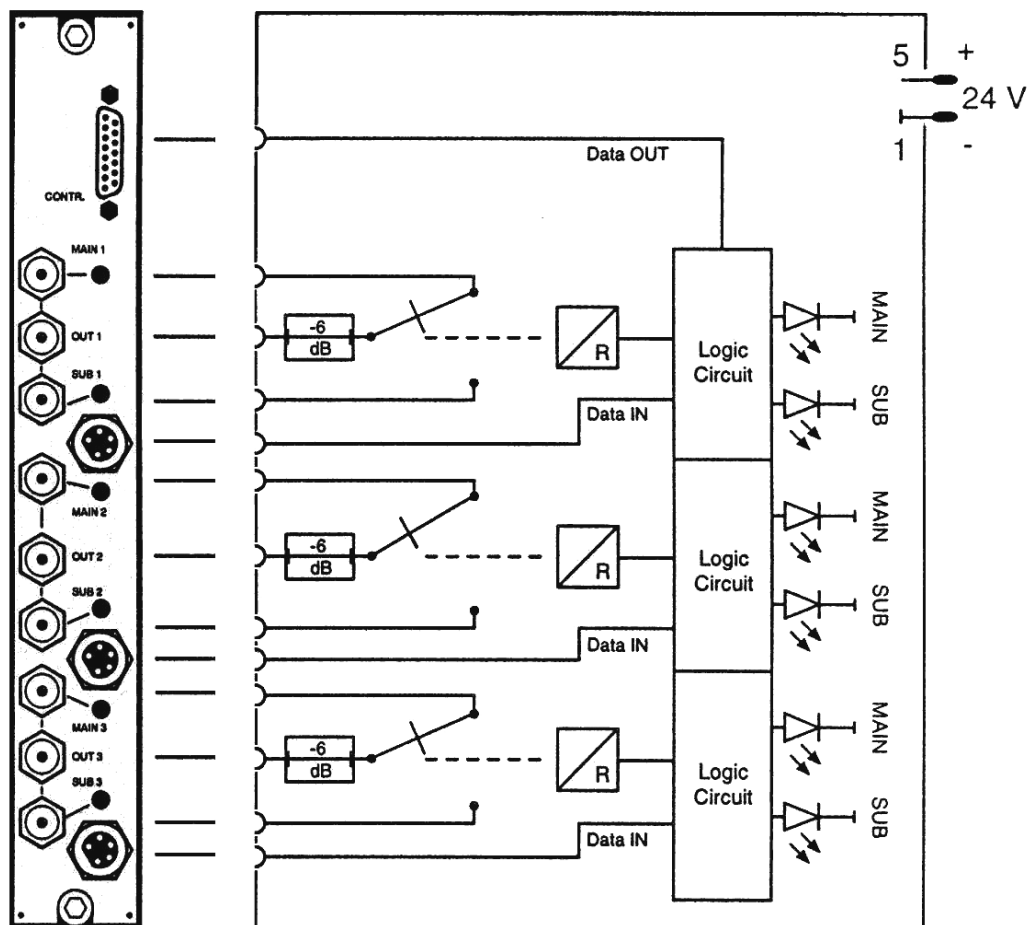 CONTR.
MAIN 1
OUT 1
SUB 1
MAIN 2
OUT 2
SUB 2
MAIN 3
OUT 3
SUB 3
5 +
24 V
1 -
Data OUT
-6
dB
R
Logic
Circuit
MAIN
SUB
Data IN
-6
dB
R
Logic
Circuit
MAIN
SUB
Data IN
-6
dB
R
Logic
Circuit
MAIN
SUB
Data IN